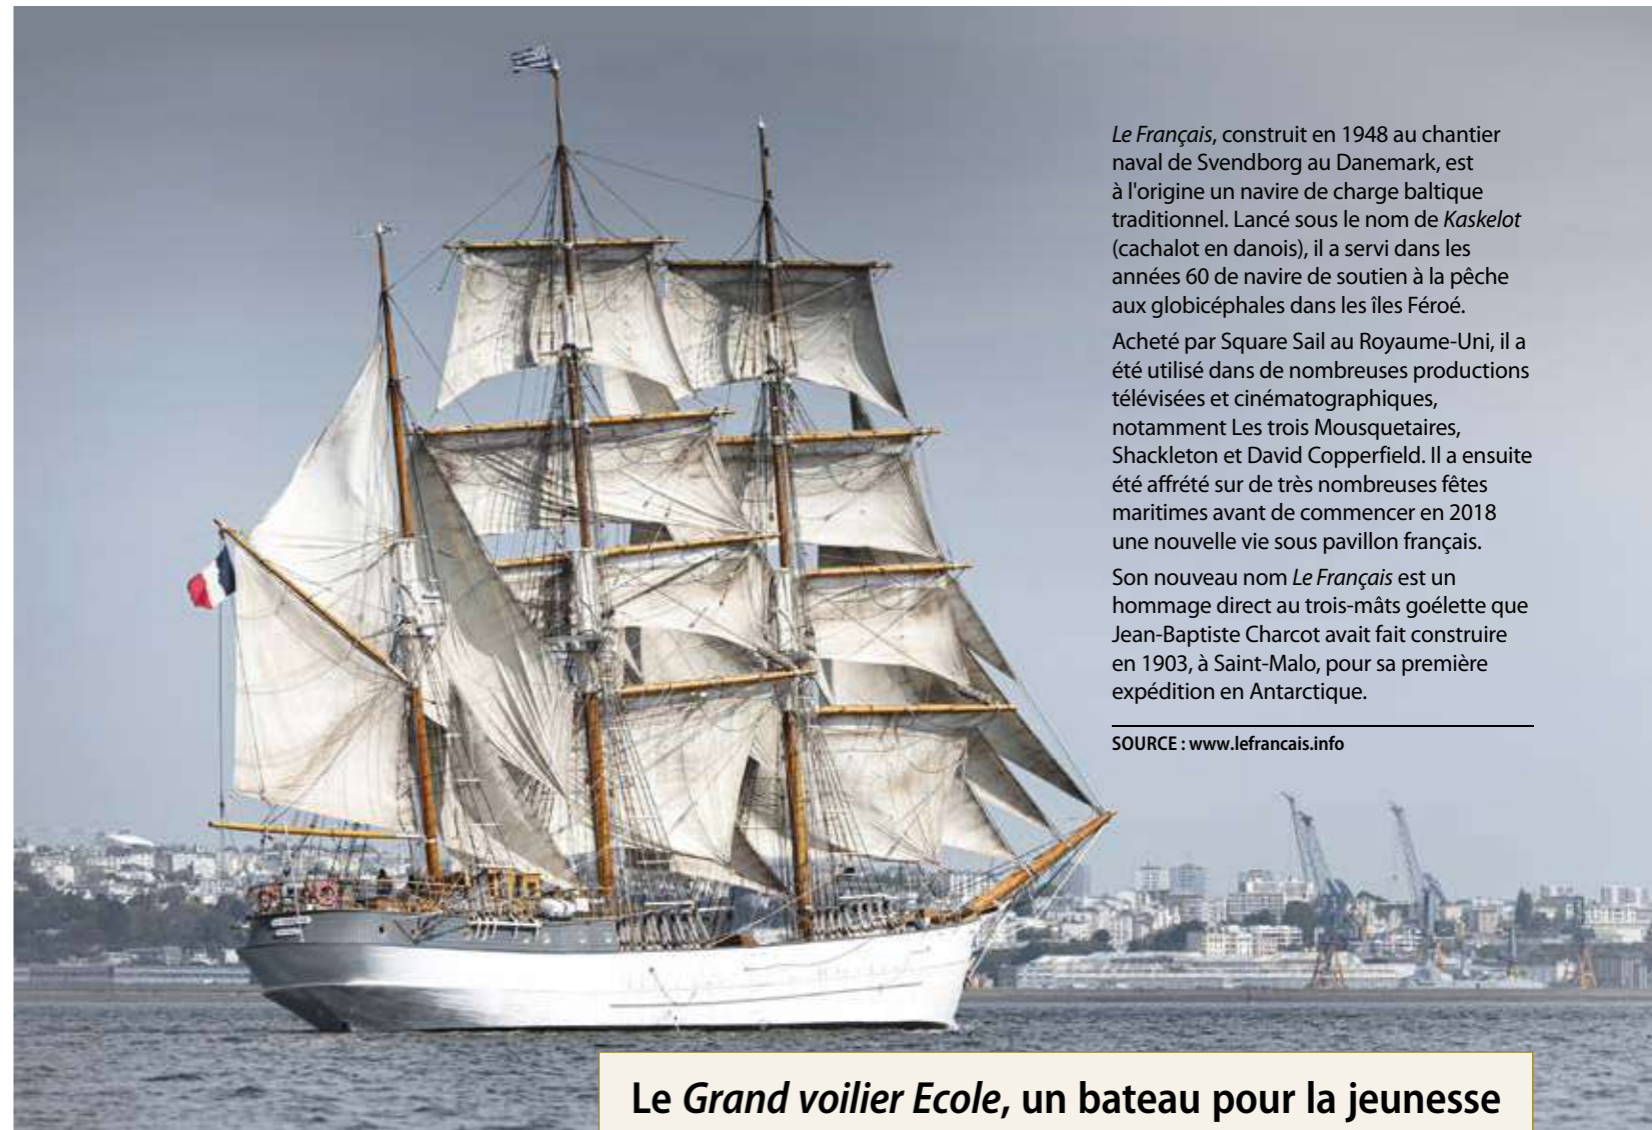 Le Français, construit en 1948 au chantier
naval de Svendborg au Danemark, est
à l'origine un navire de charge baltique
traditionnel. Lancé sous le nom de Kaskelot
(cachalot en danois), il a servi dans les
années 60 de navire de soutien à la pêche
aux globicéphales dans les îles Féroé.
Acheté par Square Sail au Royaume-Uni, il a
été utilisé dans de nombreuses productions
télévisées et cinématographiques,
notamment Les trois Mousquetaires,
Shackleton et David Copperfield. Il a ensuite
été affrété sur de très nombreuses fêtes
maritimes avant de commencer en 2018
une nouvelle vie sous pavillon français.
Son nouveau nom Le Français est un
hommage direct au trois-mâts goélette que
Jean-Baptiste Charcot avait fait construire
en 1903, à Saint-Malo, pour sa première
expédition en Antarctique.
SOURCE : www.lefrancais.info
Le Grand voilier Ecole, un bateau pour la jeunesse